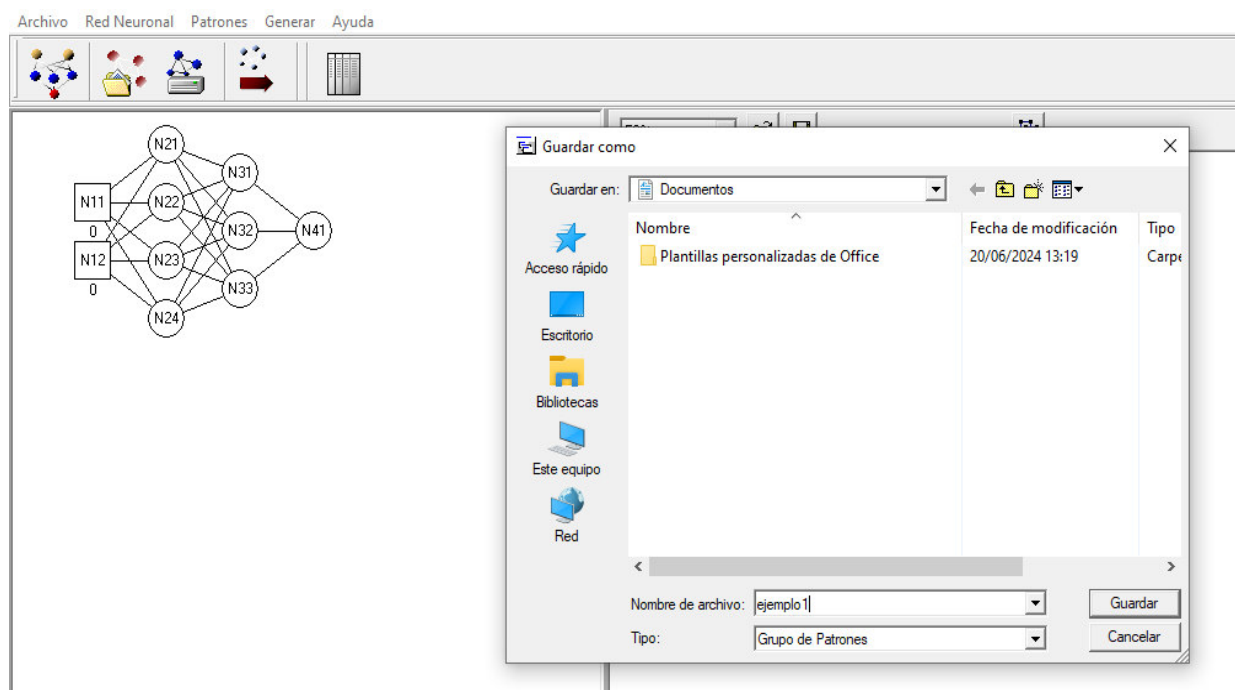 Archivo Red Neuronal Patrones Generar Ayuda
N21
N31
N11
N22
0
N32
N41
N12
N23
0
N33
N24
Guardar como
Guardar en: Documentos
Nombre Fecha de modificación Tipo
Plantillas personalizadas de Office 20/06/2024 13:19 Carpe
Acceso rápido
Escritorio
Bibliotecas
Este equipo
Red
Nombre de archivo: ejemplo1 Guardar
Tipo: Grupo de Patrones Cancelar